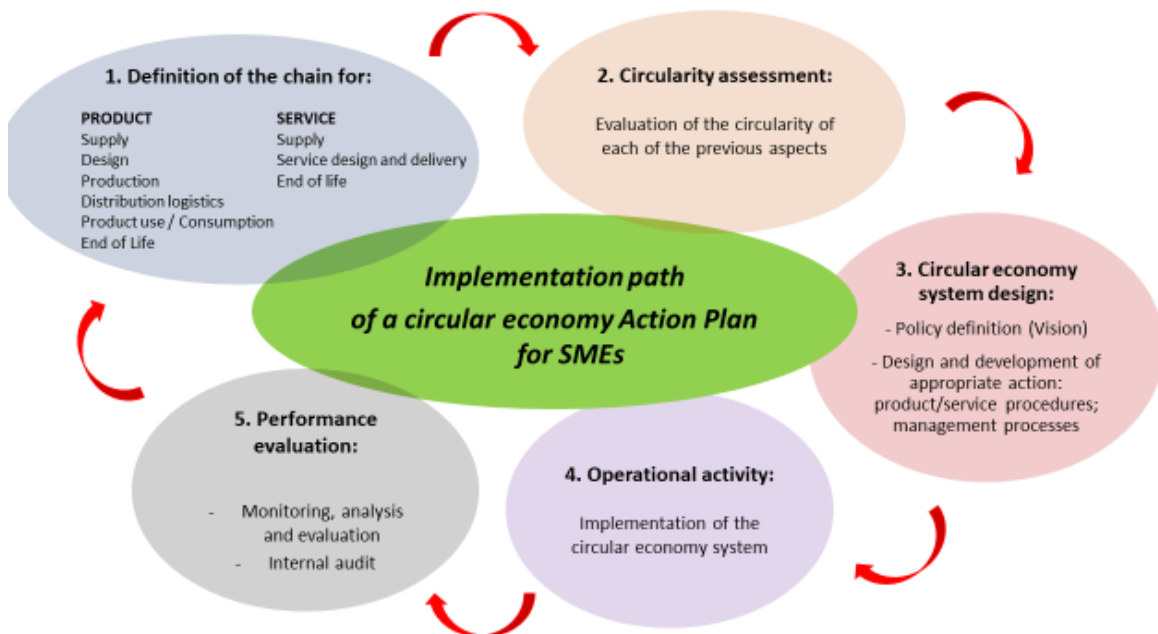 1. Definition of the chain for:
PRODUCT
Supply
Design
Production
Distribution logistics
Product use / Consumption
End of Life
SERVICE
Supply
Service design and delivery
End of life
2. Circularity assessment:
Evaluation of the circularity of
each of the previous aspects
3. Circular economy
system design:
- Policy definition (Vision)
- Design and development of
appropriate action:
product/service procedures;
management processes
4. Operational activity:
Implementation of the
circular economy system
5. Performance
evaluation:
- Monitoring, analysis
and evaluation
- Internal audit
Implementation path
of a circular economy Action Plan
for SMEs